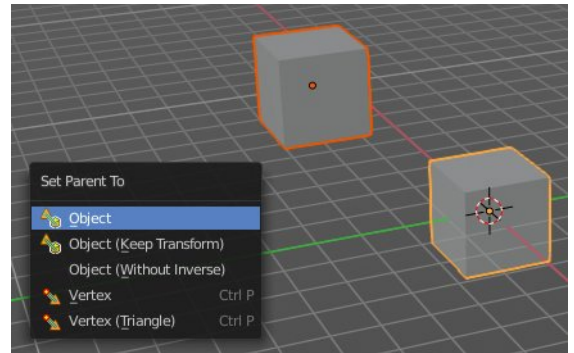 Set Parent To
Object
Object (Keep Transform)
Object (Without Inverse)
Vertex Ctrl P
Vertex (Triangle) Ctrl P